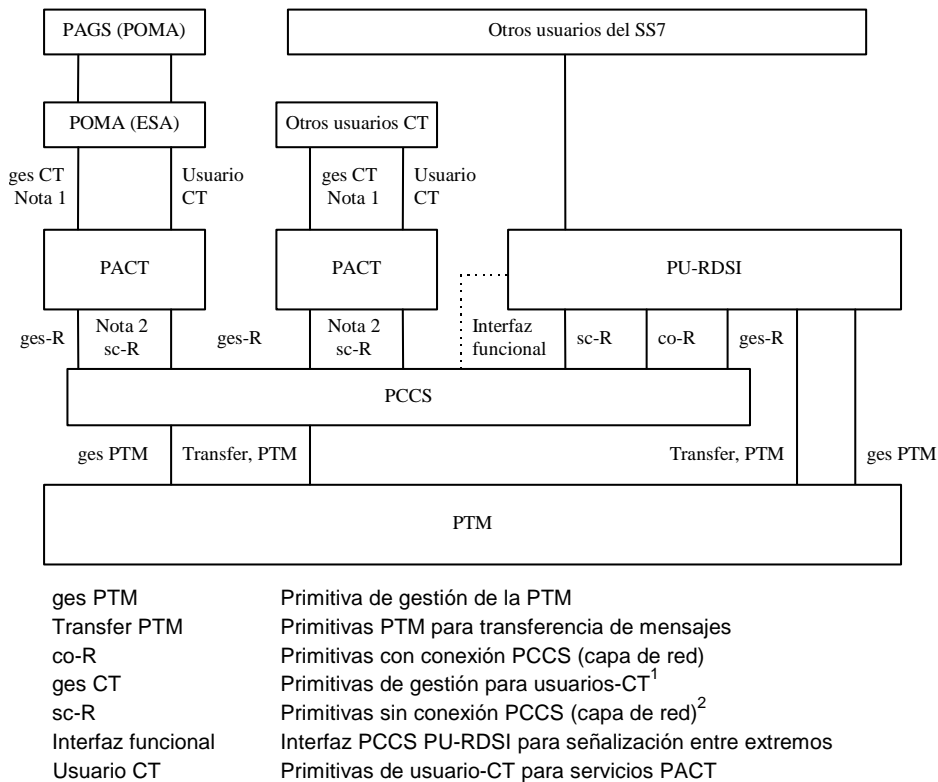 PAGS (POMA)
Otros usuarios del SS7
POMA (ESA)
Otros usuarios CT
ges CT
Nota 1
Usuario
CT
ges CT
Nota 1
Usuario
CT
PACT
PACT
PU-RDSI
ges-R
Nota 2
sc-R
ges-R
Nota 2
sc-R
Interfaz
funcional
sc-R
co-R
ges-R
PCCS
ges PTM
Transfer, PTM
Transfer, PTM
ges PTM
PTM
ges PTM Primitiva de gestión de la PTM
Transfer PTM Primitivas PTM para transferencia de mensajes
co-R Primitivas con conexión PCCS (capa de red)
ges CT Primitivas de gestión para usuarios-CT1
sc-R Primitivas sin conexión PCCS (capa de red)2
Interfaz funcional Interfaz PCCS PU-RDSI para señalización entre extremos
Usuario CT Primitivas de usuario-CT para servicios PACT